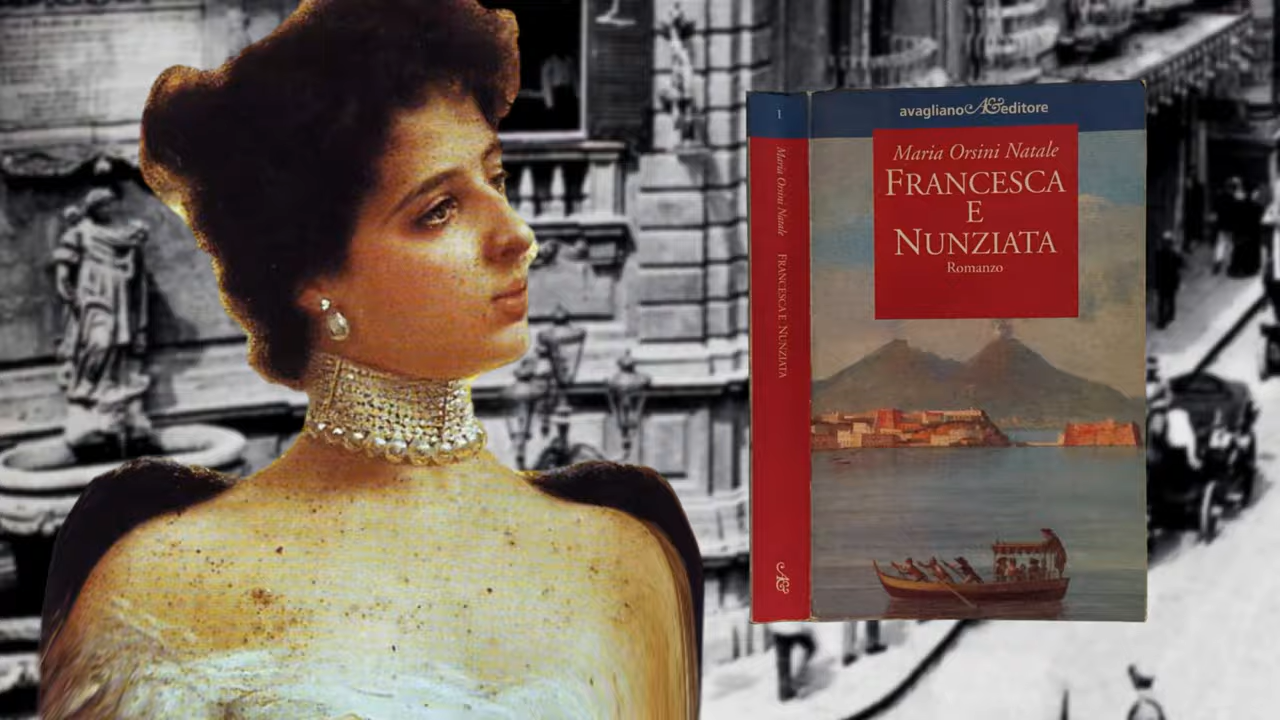 1
Maria Orsini Natale FRANCESCA E NUNZIATA
avagliano A&E editore
Maria Orsini Natale
FRANCESCA
E
NUNZIATA
Romanzo